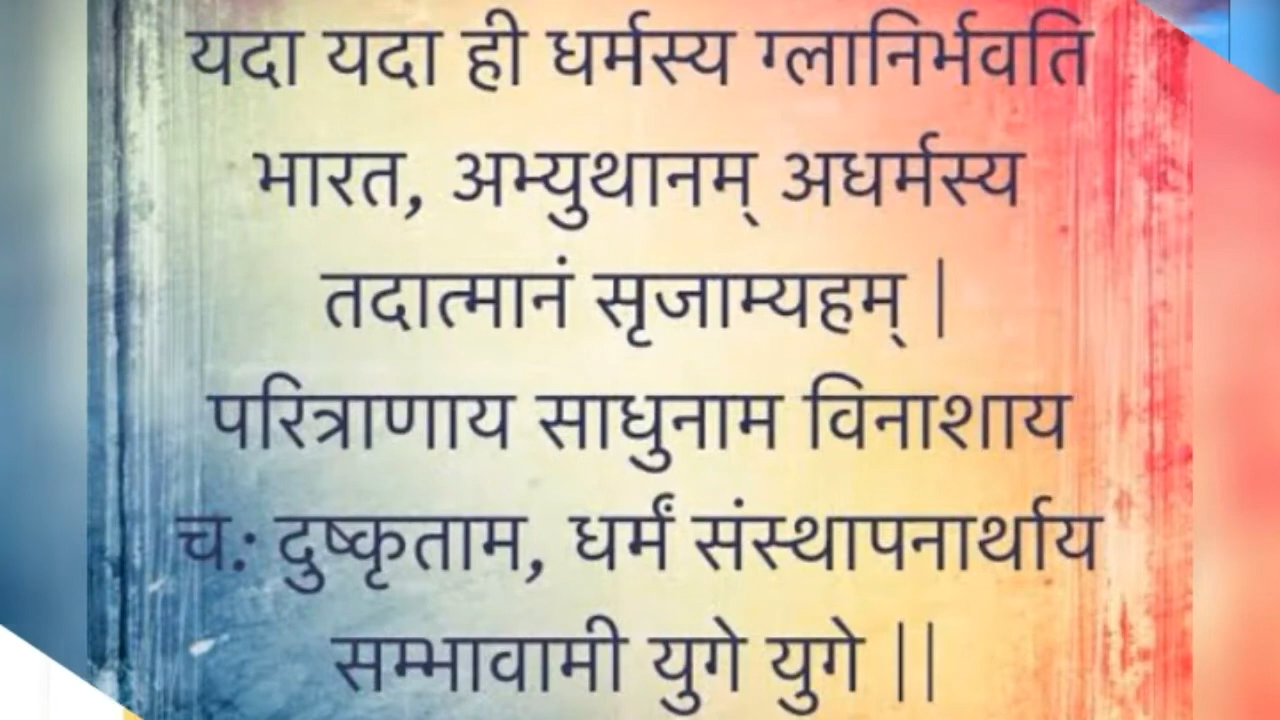 यदा यदा ही धर्मस्य ग्लानिर्भवति
भारत, अभ्युथानम् अधर्मस्य
तदात्मानं सृजाम्यहम् |
परित्राणाय साधुनाम विनाशाय
च.: दुष्कृताम, धर्मं संस्थापनार्थाय
सम्भावामी युगे युगे ||